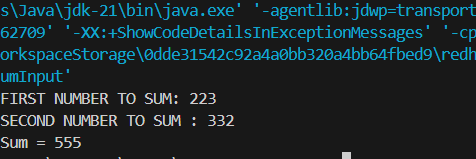 s\Java\jdk-21\bin\java.exe' '-agentlib:jdwp=transport
62709' '-XX:+ShowCodeDetailsInExceptionMessages' '-cp
orkspaceStorage\0dde31542c92a4a0bb320a4bb64fbed9\redh
umInput'
FIRST NUMBER TO SUM: 223
SECOND NUMBER TO SUM : 332
Sum = 555